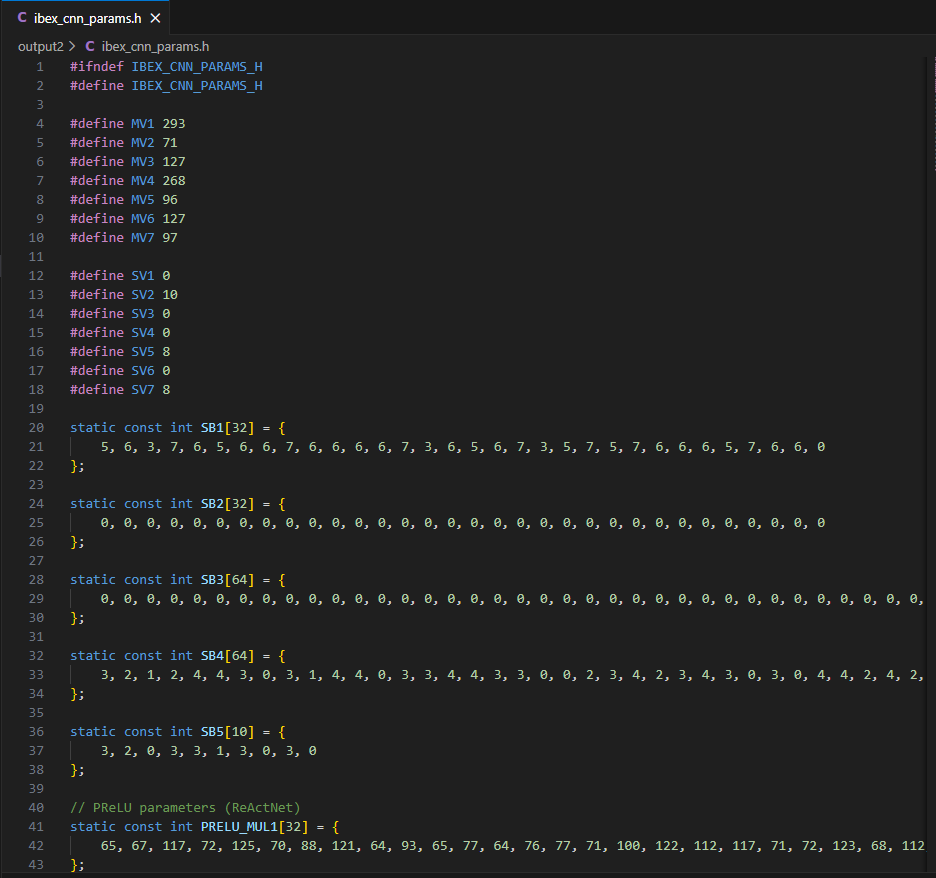 C ibex_cnn_params.h ×
output2 > C ibex_cnn_params.h
1 #ifndef IBEX_CNN_PARAMS_H
2 #define IBEX_CNN_PARAMS_H
3
4 #define MV1 293
5 #define MV2 71
6 #define MV3 127
7 #define MV4 268
8 #define MV5 96
9 #define MV6 127
10 #define MV7 97
11
12 #define SV1 0
13 #define SV2 10
14 #define SV3 0
15 #define SV4 0
16 #define SV5 8
17 #define SV6 0
18 #define SV7 8
19
20 static const int SB1[32] = {
21 5, 6, 3, 7, 6, 5, 6, 6, 7, 6, 6, 6, 6, 7, 3, 6, 5, 6, 7, 3, 5, 7, 5, 7, 6, 6, 6, 5, 7, 6, 6, 0
22 };
23
24 static const int SB2[32] = {
25 0, 0, 0, 0, 0, 0, 0, 0, 0, 0, 0, 0, 0, 0, 0, 0, 0, 0, 0, 0, 0, 0, 0, 0, 0, 0, 0, 0, 0, 0, 0, 0
26 };
27
28 static const int SB3[64] = {
29 0, 0, 0, 0, 0, 0, 0, 0, 0, 0, 0, 0, 0, 0, 0, 0, 0, 0, 0, 0, 0, 0, 0, 0, 0, 0, 0, 0, 0, 0, 0, 0, 0, 0, 0, 0,
30 };
31
32 static const int SB4[64] = {
33 3, 2, 1, 2, 4, 4, 3, 0, 3, 1, 4, 4, 0, 3, 3, 4, 4, 3, 3, 0, 0, 2, 3, 4, 2, 3, 4, 3, 0, 3, 0, 4, 4, 2, 4, 2,
34 };
35
36 static const int SB5[10] = {
37 3, 2, 0, 3, 3, 1, 3, 0, 3, 0
38 };
39
40 // PReLU parameters (ReActNet)
41 static const int PRELU_MUL1[32] = {
42 65, 67, 117, 72, 125, 70, 88, 121, 64, 93, 65, 77, 64, 76, 77, 71, 100, 122, 112, 117, 71, 72, 123, 68, 112
43 };